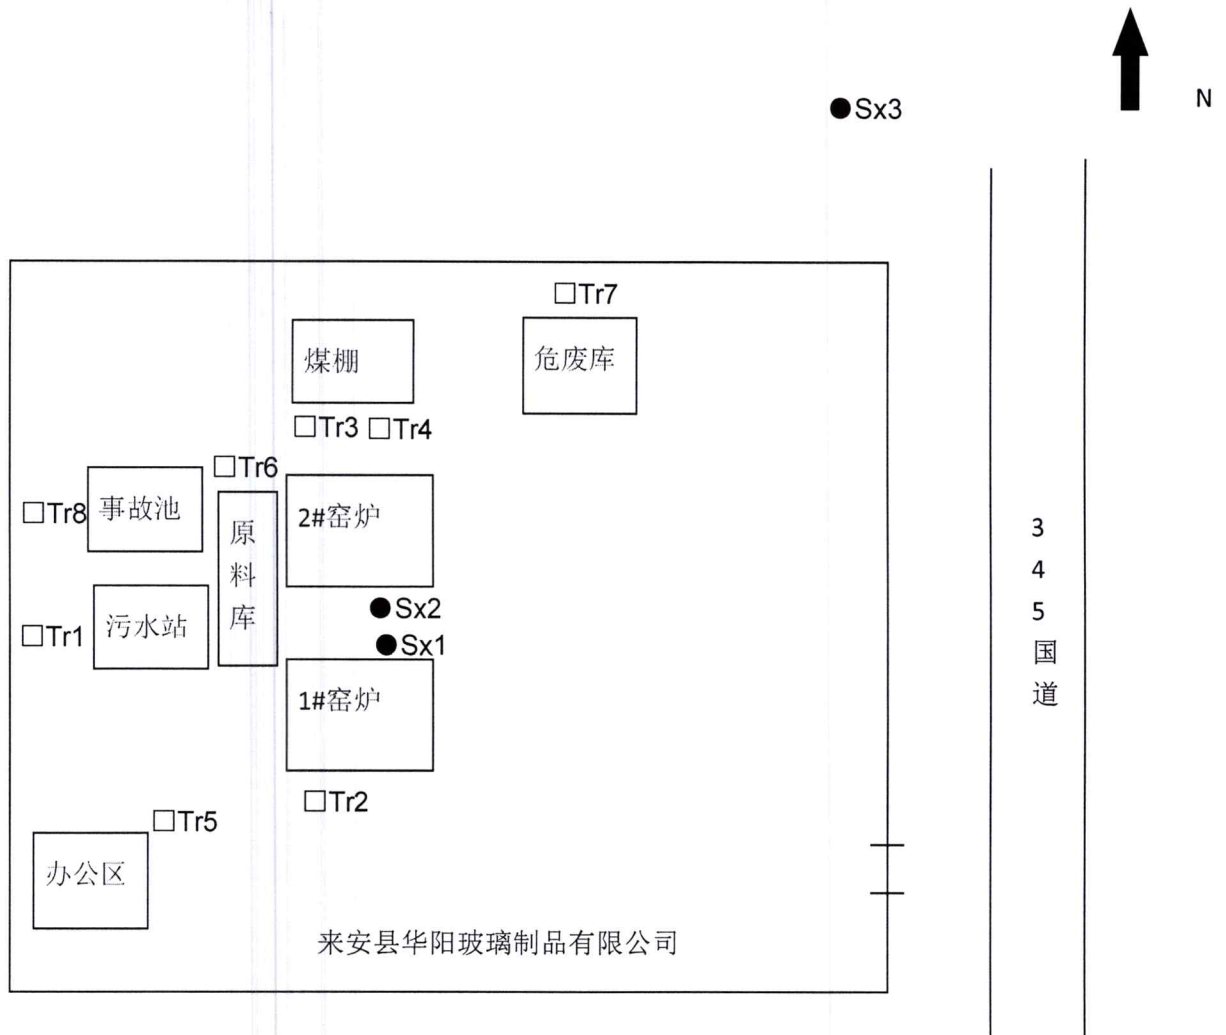 N
●Sx3
□Tr7
煤棚
危废库
□Tr3 □Tr4
□Tr6
□Tr8
事故池
原料库
2#窑炉
345国道
●Sx2
□Tr1
污水站
●Sx1
1#窑炉
□Tr2
□Tr5
办公区
来安县华阳玻璃制品有限公司